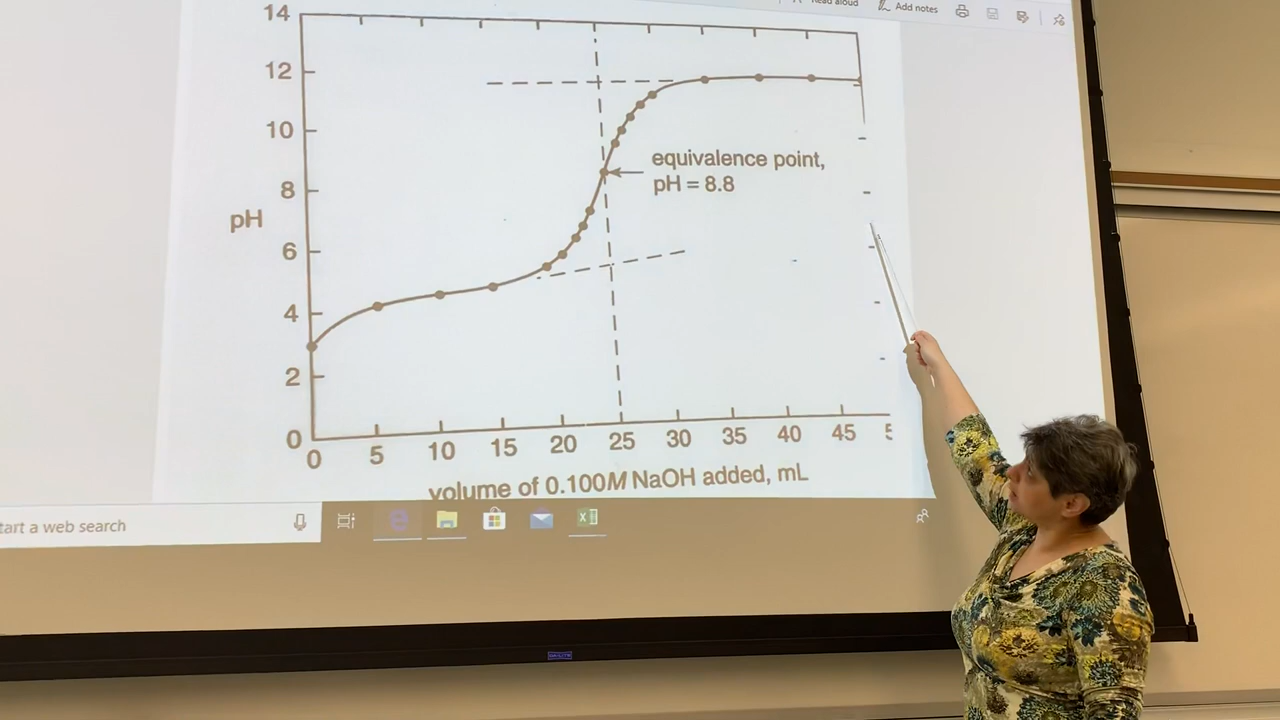 Read aloud
Add notes
14
12
10
8
6
4
2
0
pH
equivalence point,
pH = 8.8
0 5 10 15 20 25 30 35 40 45
volume of 0.100M NaOH added, mL
tart a web search